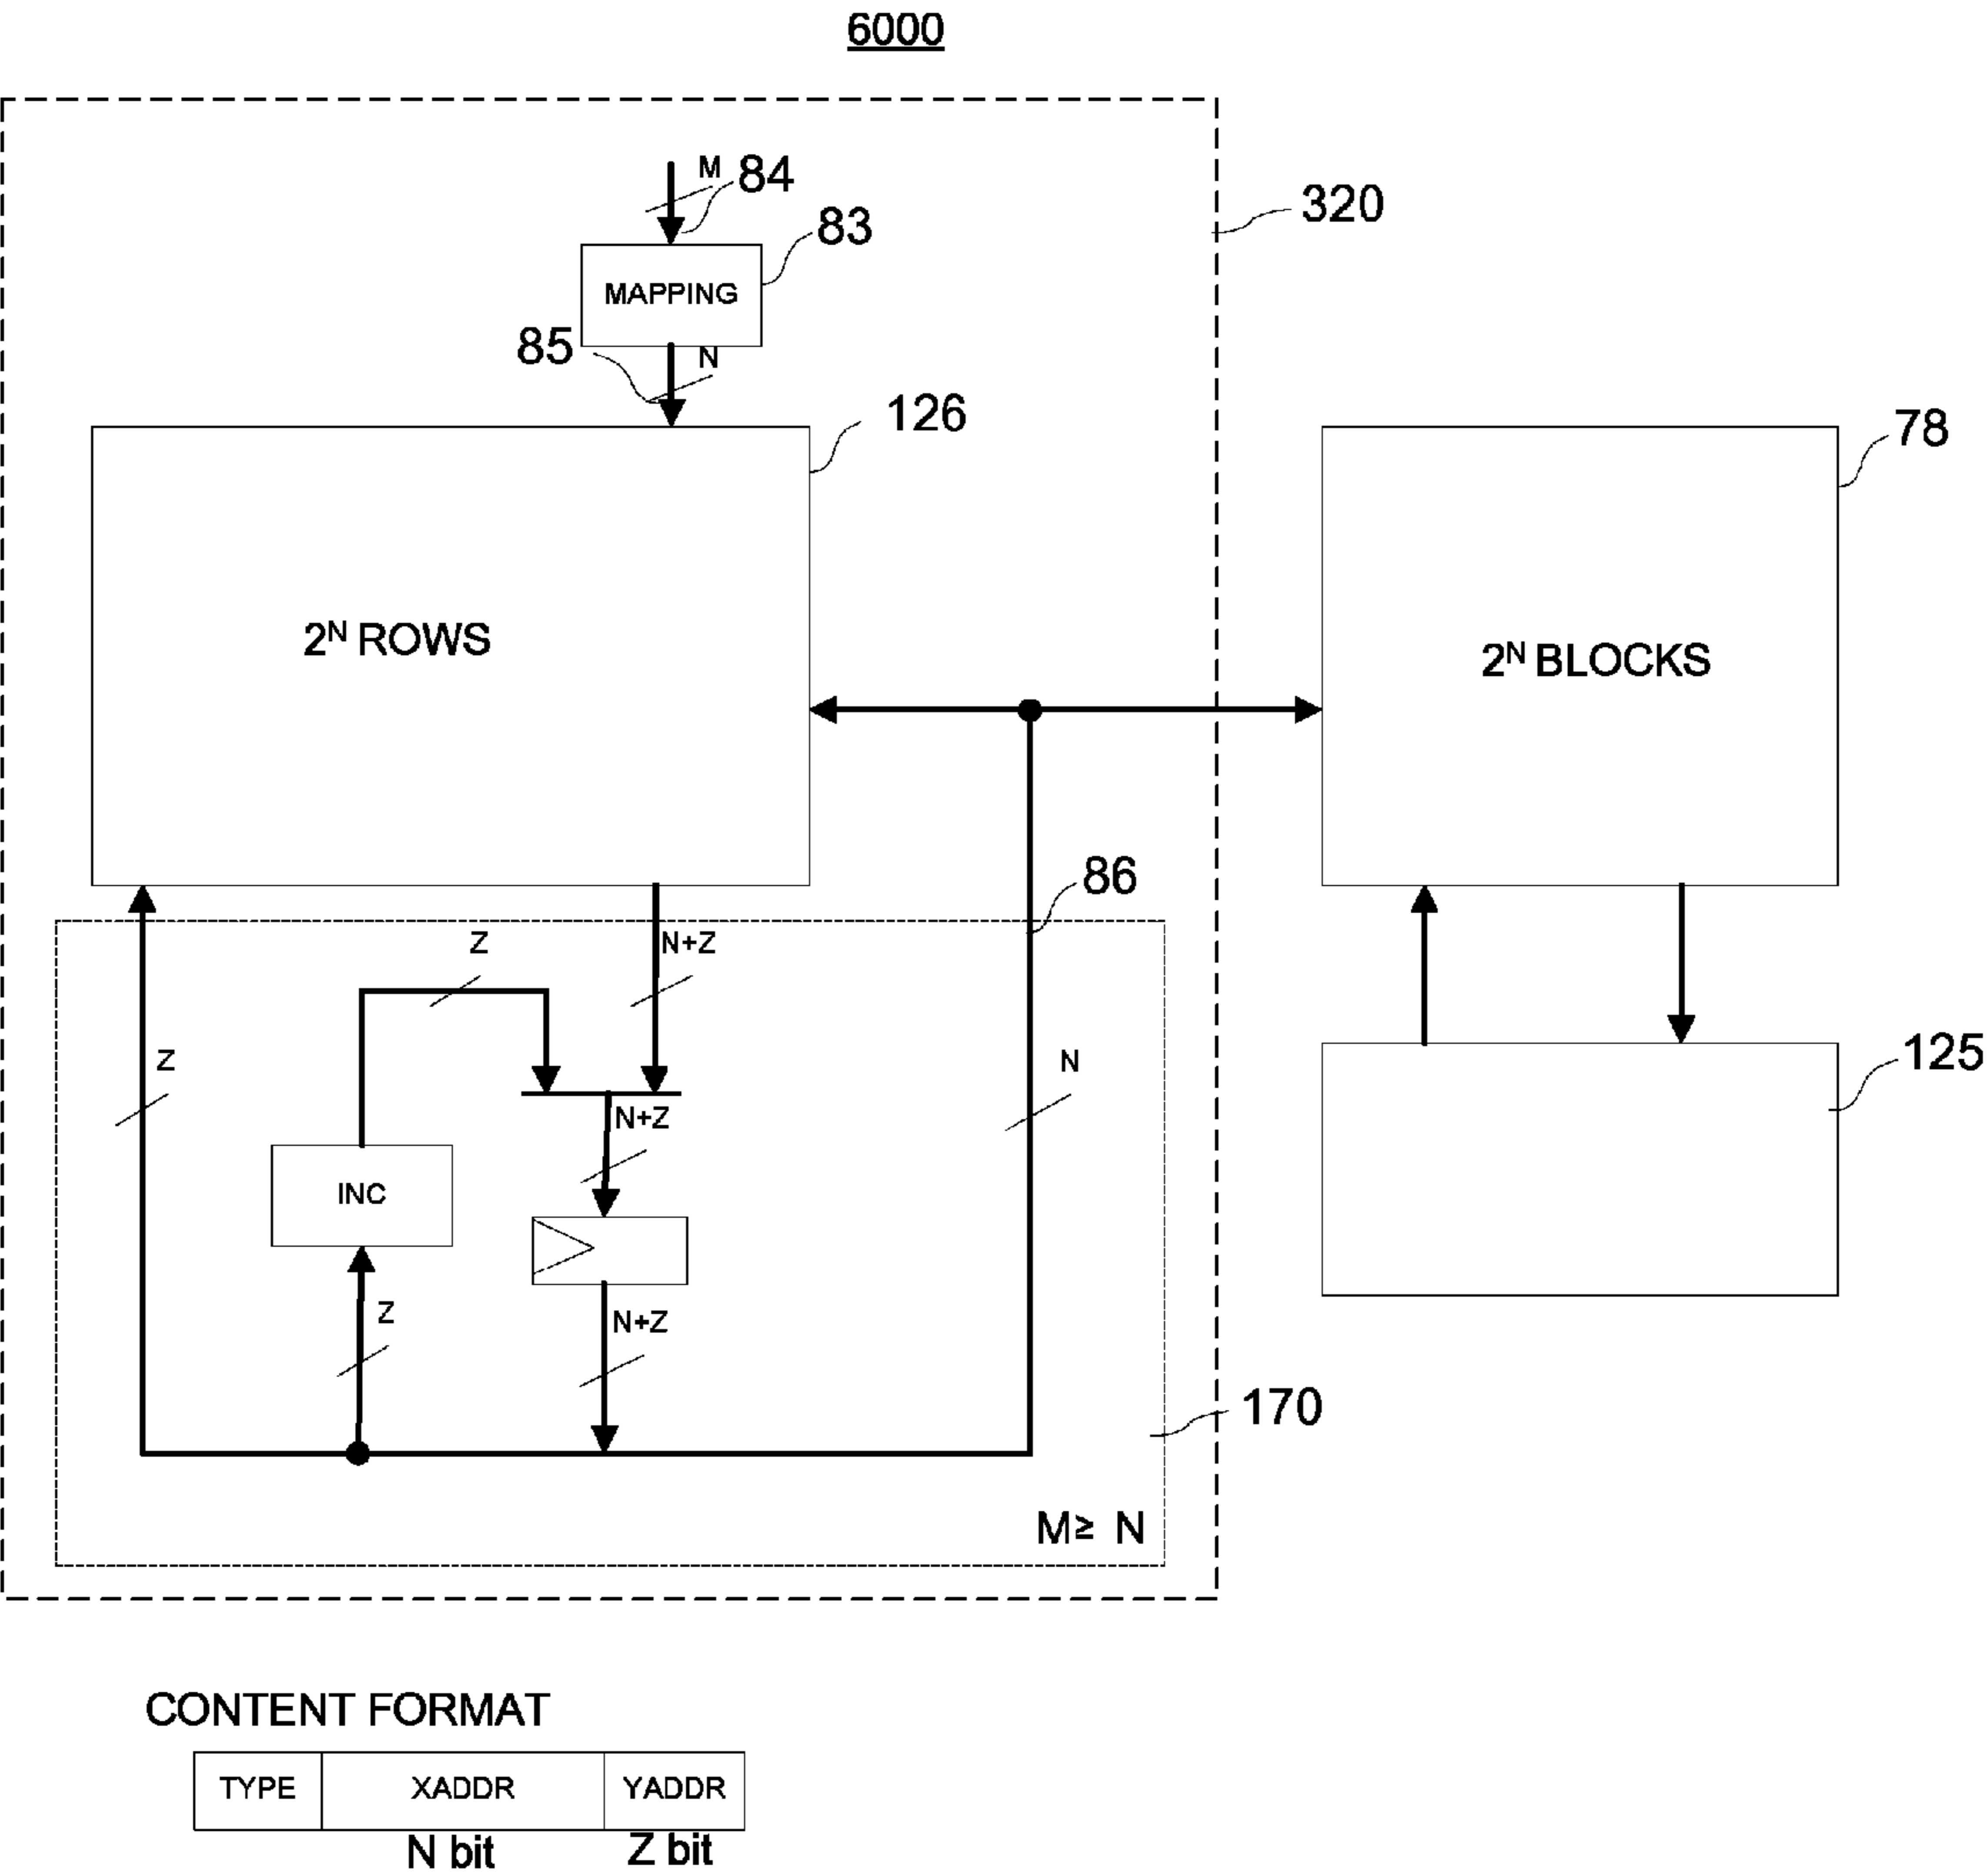 6000
M
84
83
320
MAPPING
85
N
126
78
2^N ROWS
2^N BLOCKS
86
Z
N+Z
Z
N
125
N+Z
INC
Z
N+Z
170
M≥ N
CONTENT FORMAT
TYPE XADDR YADDR
N bit Z bit